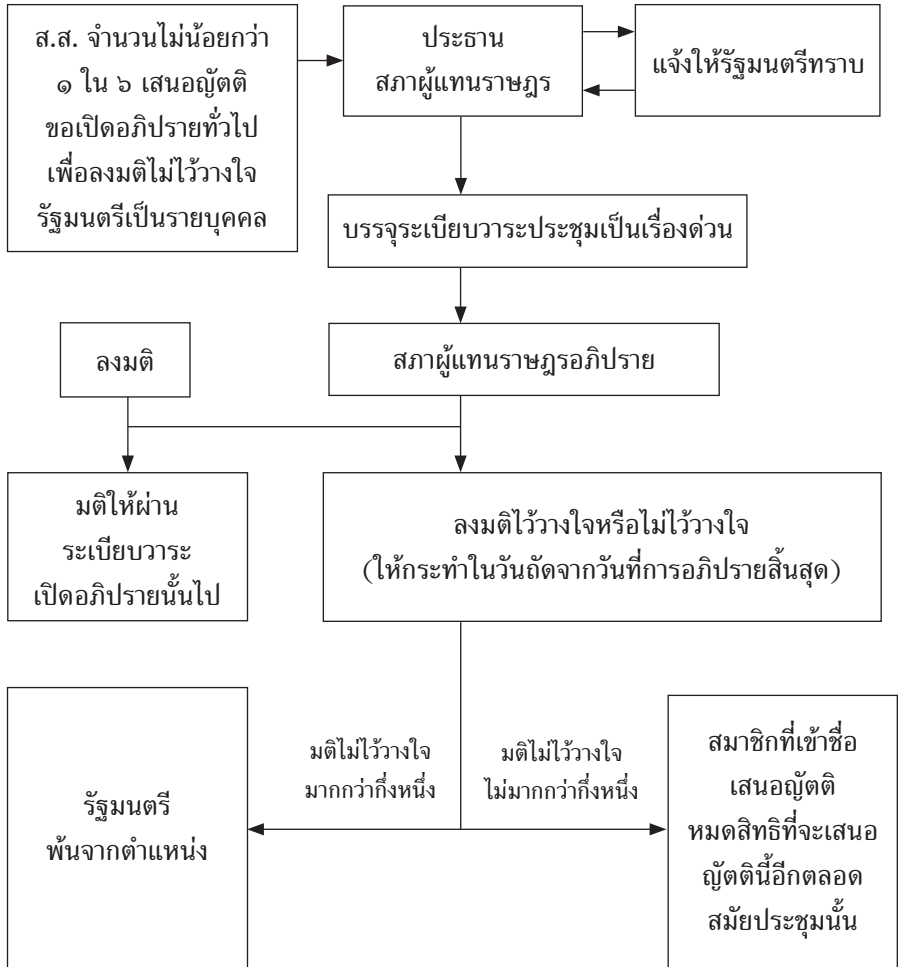 ส.ส. จำนวนไม่น้อยกว่า
๑ ใน ๖ เสนอญัตติ
ขอเปิดอภิปรายทั่วไป
เพื่อลงมติไม่ไว้วางใจ
รัฐมนตรีเป็นรายบุคคล
ประธาน
สภาผู้แทนราษฎร
แจ้งให้รัฐมนตรีทราบ
บรรจุระเบียบวาระประชุมเป็นเรื่องด่วน
ลงมติ
สภาผู้แทนราษฎรอภิปราย
มติให้ผ่าน
ระเบียบวาระ
เปิดอภิปรายนั้นไป
ลงมติไว้วางใจหรือไม่ไว้วางใจ
(ให้กระทำในวันถัดจากวันที่การอภิปรายสิ้นสุด)
รัฐมนตรี
พ้นจากตำแหน่ง
มติไม่ไว้วางใจ
มากกว่ากึ่งหนึ่ง
มติไม่ไว้วางใจ
ไม่มากกว่ากึ่งหนึ่ง
สมาชิกที่เข้าชื่อ
เสนอญัตติ
หมดสิทธิที่จะเสนอ
ญัตตินี้อีกตลอด
สมัยประชุมนั้น